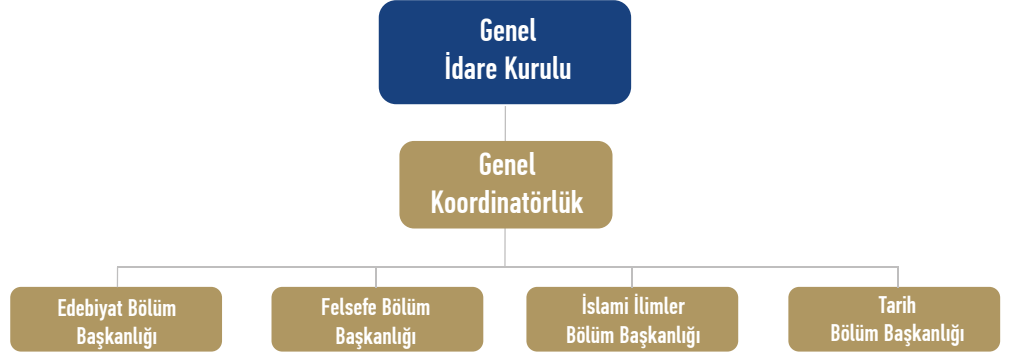 Genel
İdare Kurulu
Genel
Koordinatörlük
Edebiyat Bölüm
Başkanlığı
Felsefe Bölüm
Başkanlığı
İslami İlimler
Bölüm Başkanlığı
Tarih
Bölüm Başkanlığı